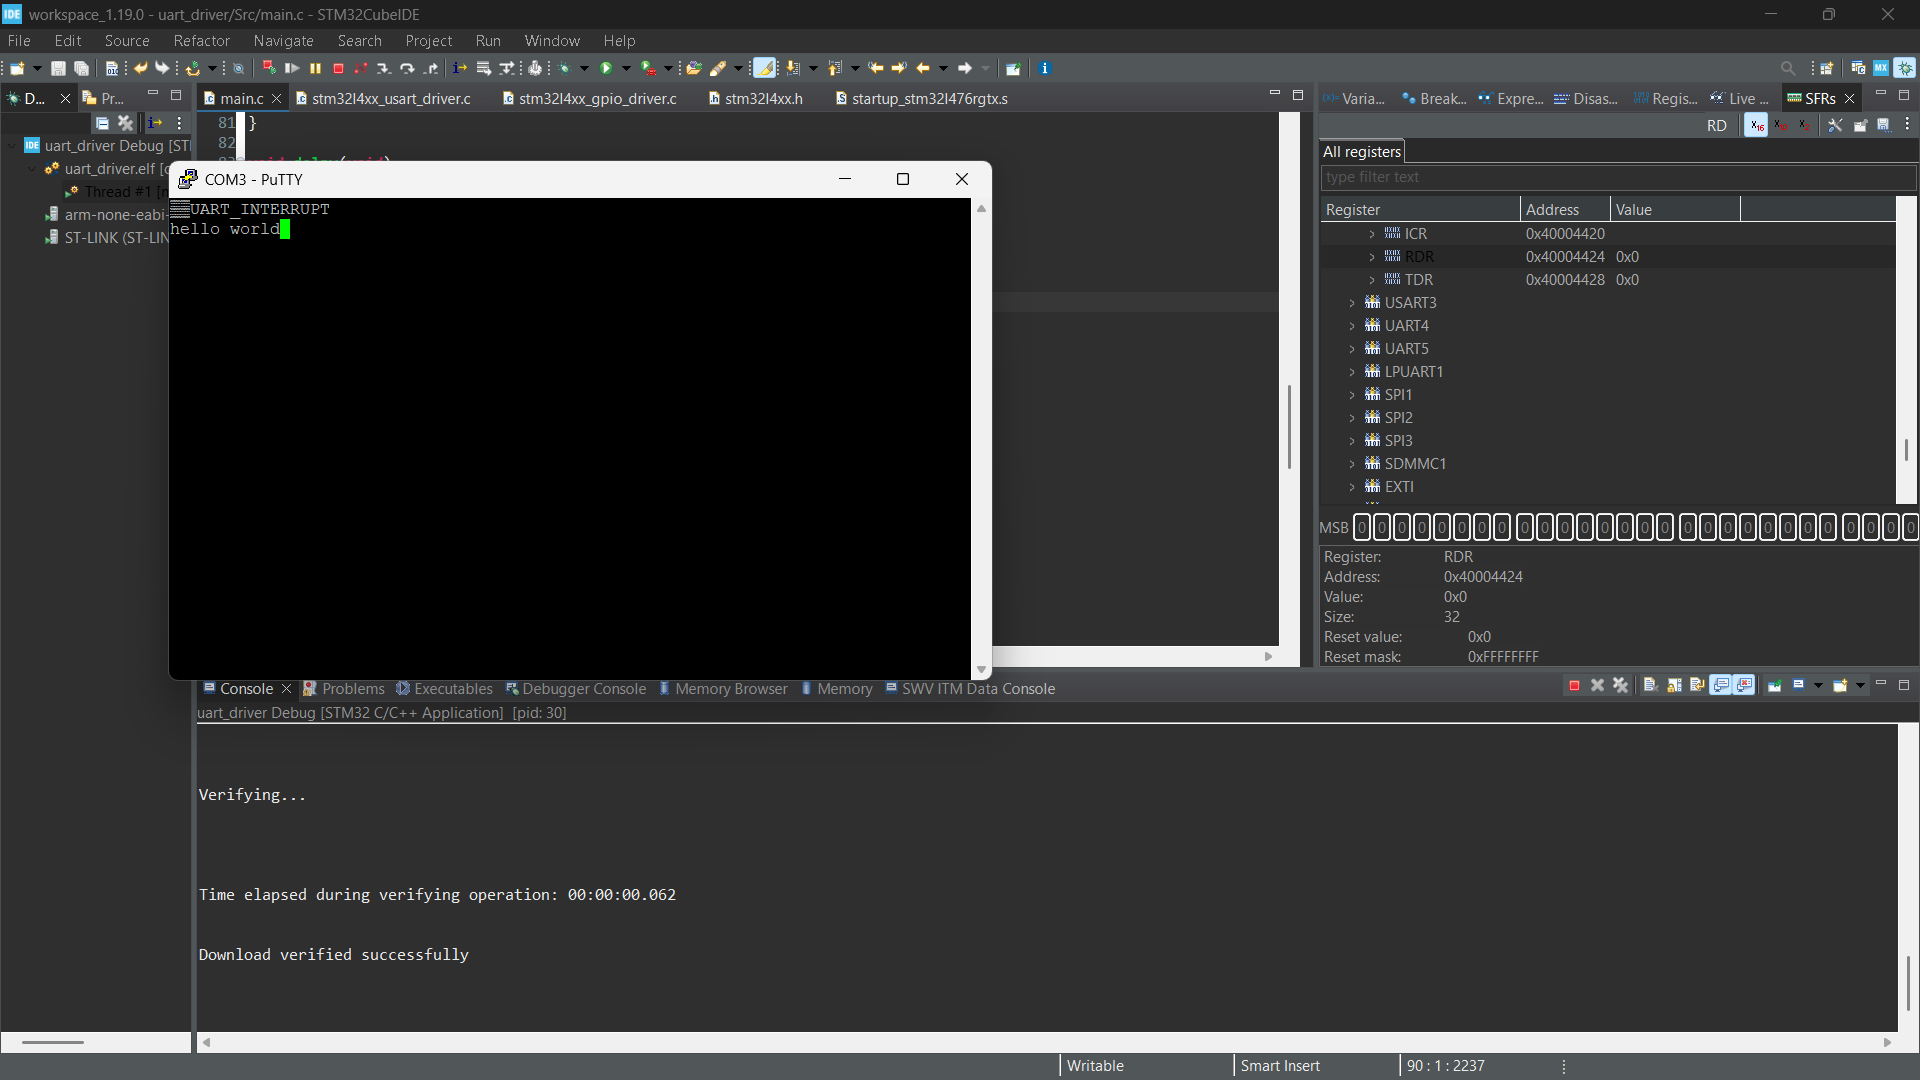 IDE workspace_1.19.0 - uart_driver/Src/main.c - STM32CubeIDE
File Edit Source Refactor Navigate Search Project Run Window Help
D... Pr...
main.c stm32l4xx_usart_driver.c stm32l4xx_gpio_driver.c stm32l4xx.h startup_stm32l476rgtx.s
Varia... Break... Expre... Disas... Regis... Live ... SFRs
RD
81 }
82
uart_driver Debug [ST
uart_driver.elf [
Thread #1 [
arm-none-eabi-
ST-LINK (ST-LIN
COM3 - PuTTY
UART_INTERRUPT
hello world
All registers
type filter text
Register Address Value
ICR 0x40004420
RDR 0x40004424 0x0
TDR 0x40004428 0x0
USART3
UART4
UART5
LPUART1
SPI1
SPI2
SPI3
SDMMC1
EXTI
MSB 0 0 0 0 0 0 0 0 0 0 0 0 0 0 0 0 0 0 0 0 0 0 0 0 0 0 0 0
Register: RDR
Address: 0x40004424
Value: 0x0
Size: 32
Reset value: 0x0
Reset mask: 0xFFFFFFFF
Console Problems Executables Debugger Console Memory Browser Memory SWV ITM Data Console
uart_driver Debug [STM32 C/C++ Application] [pid: 30]
Verifying...
Time elapsed during verifying operation: 00:00:00.062
Download verified successfully
Writable Smart Insert 90 : 1 : 2237